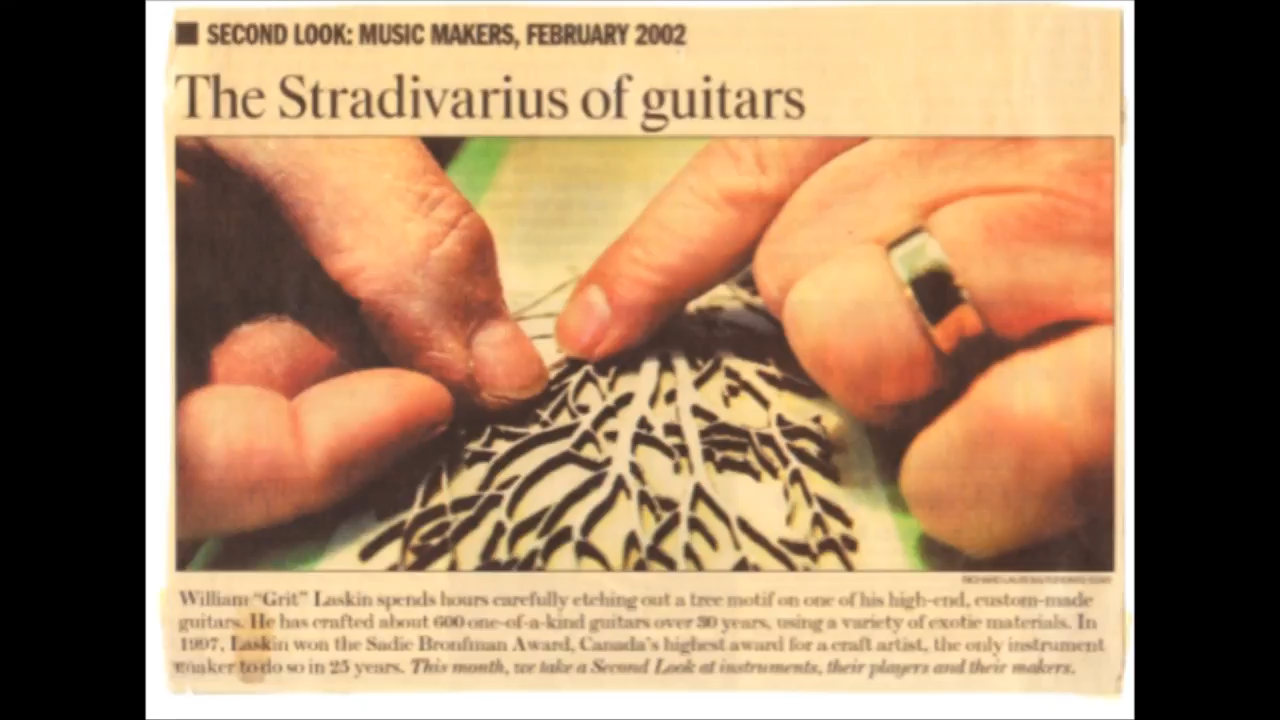 SECOND LOOK: MUSIC MAKERS, FEBRUARY 2002
The Stradivarius of guitars
William "Grit" Laskin spends hours carefully etching out a tree motif on one of his high-end, custom-made
guitars. He has crafted about 600 one-of-a-kind guitars over 30 years, using a variety of exotic materials. In
1997, Laskin won the Sadie Bronfman Award, Canada's highest award for a craft artist, the only instrument
maker to do so in 25 years. This month, we take a Second Look at instruments, their players and their makers.